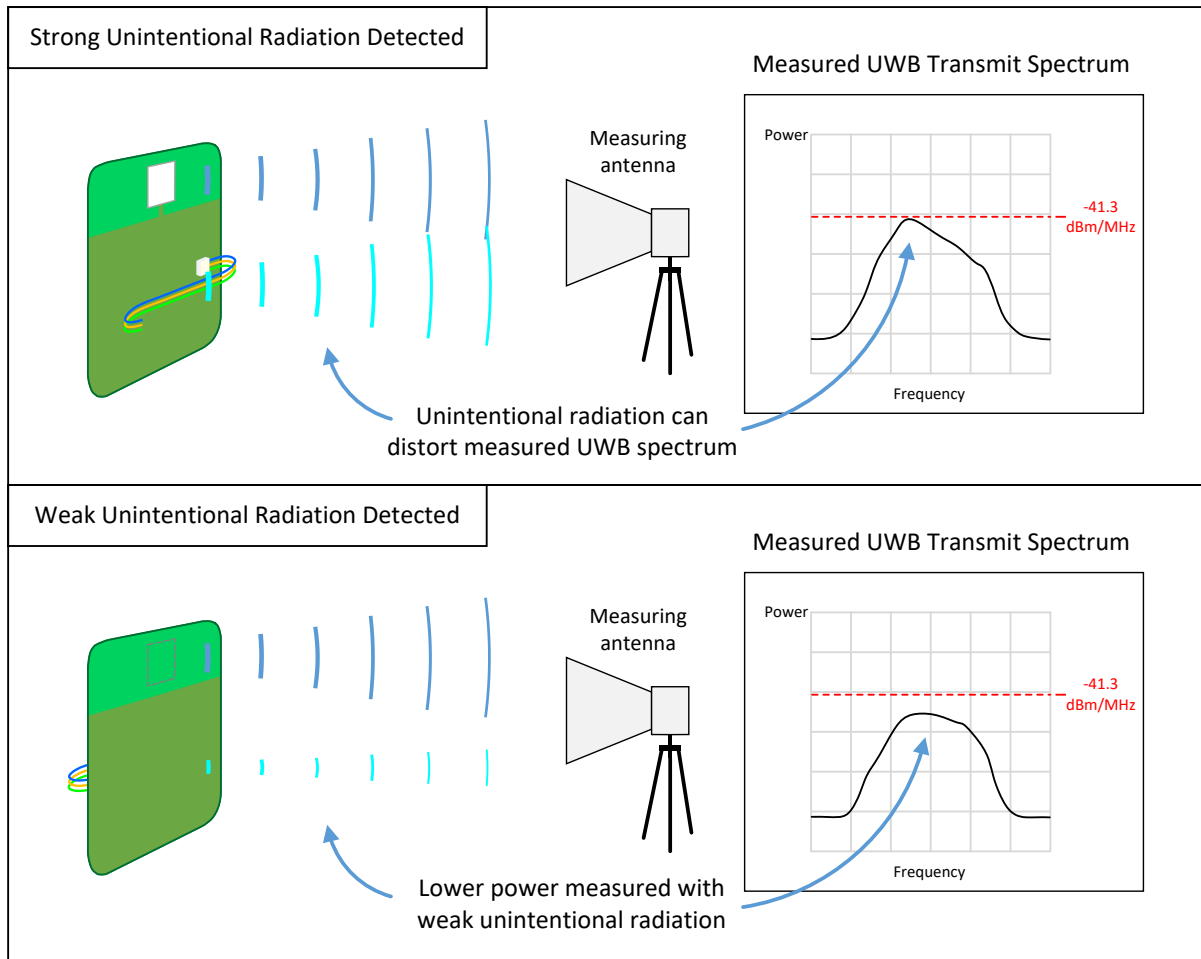 Strong Unintentional Radiation Detected
Measured UWB Transmit Spectrum
Measuring
antenna
Power
-41.3
dBm/MHz
Frequency
Unintentional radiation can
distort measured UWB spectrum
Weak Unintentional Radiation Detected
Measured UWB Transmit Spectrum
Measuring
antenna
Power
-41.3
dBm/MHz
Frequency
Lower power measured with
weak unintentional radiation